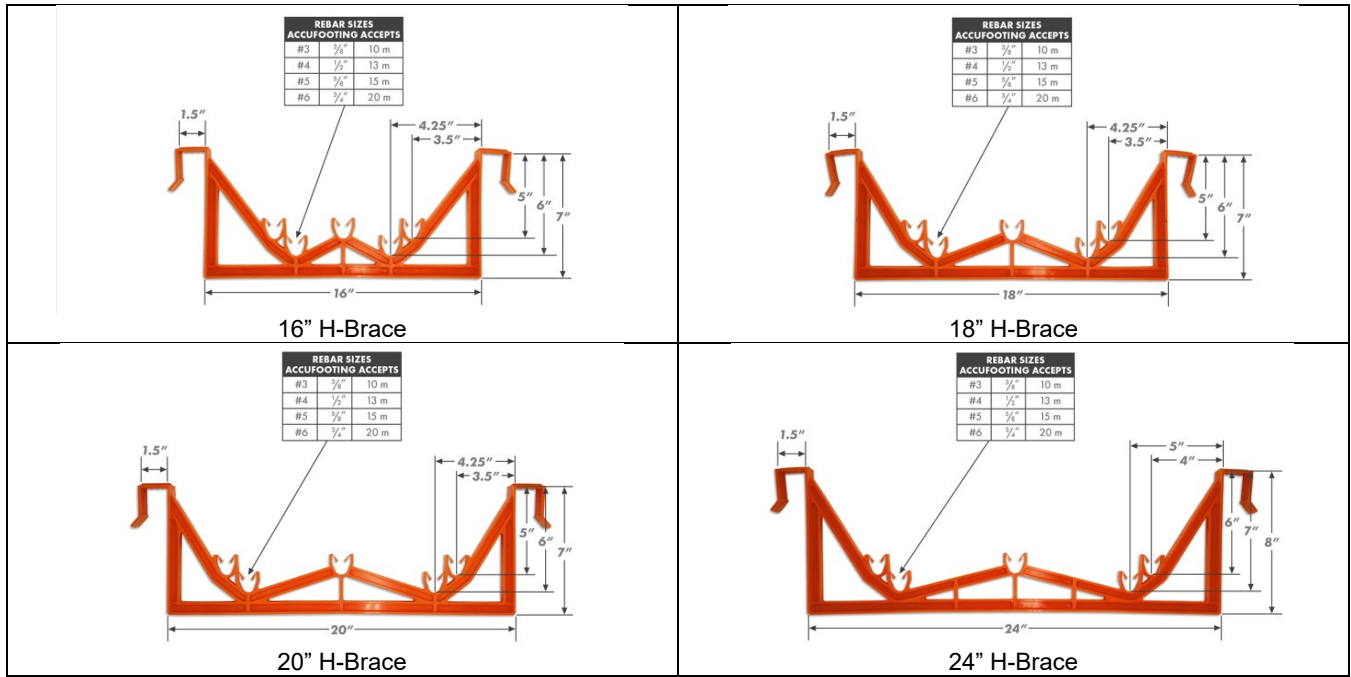 REBAR SIZES
ACCUFOOTING ACCEPTS
#3 3/8" 10 m
#4 1/2" 13 m
#5 5/8" 15 m
#6 3/4" 20 m
1.5"
4.25"
3.5"
5"
6"
7"
16"
16” H-Brace
REBAR SIZES
ACCUFOOTING ACCEPTS
#3 3/8" 10 m
#4 1/2" 13 m
#5 5/8" 15 m
#6 3/4" 20 m
1.5"
4.25"
3.5"
5"
6"
7"
18"
18” H-Brace
REBAR SIZES
ACCUFOOTING ACCEPTS
#3 3/8" 10 m
#4 1/2" 13 m
#5 5/8" 15 m
#6 3/4" 20 m
1.5"
4.25"
3.5"
5"
6"
7"
20"
20” H-Brace
REBAR SIZES
ACCUFOOTING ACCEPTS
#3 3/8" 10 m
#4 1/2" 13 m
#5 5/8" 15 m
#6 3/4" 20 m
1.5"
5"
4"
6"
7"
8"
24"
24” H-Brace